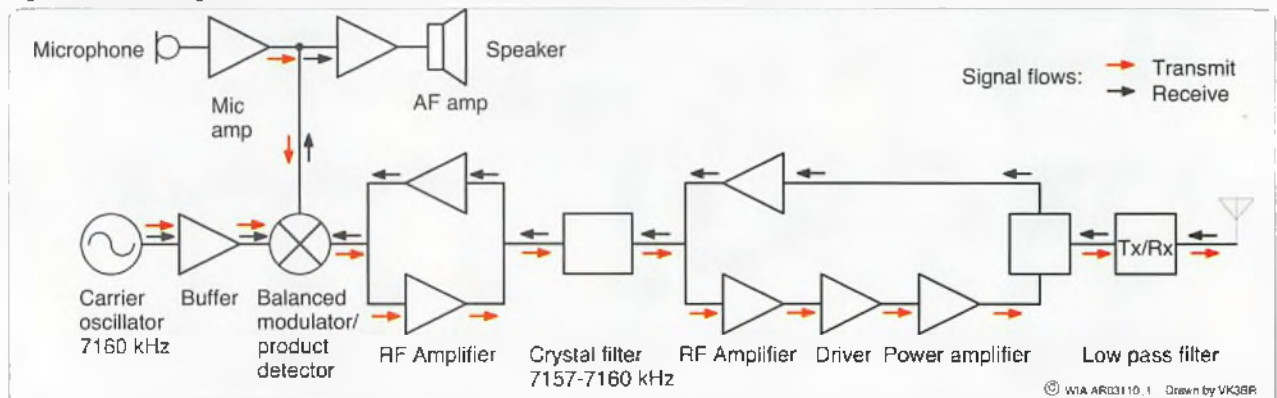 Microphone
Speaker
Mic
amp
AF amp
Signal flows:
Transmit
Receive
Tx/Rx
Carrier
oscillator
7160 kHz
Buffer
Balanced
modulator/
product
detector
RF Amplifier
Crystal filter
7157-7160 kHz
RF Amplifier
Driver
Power amplifier
Low pass filter
© WIA AR03110_1 Drawn by VK3BR